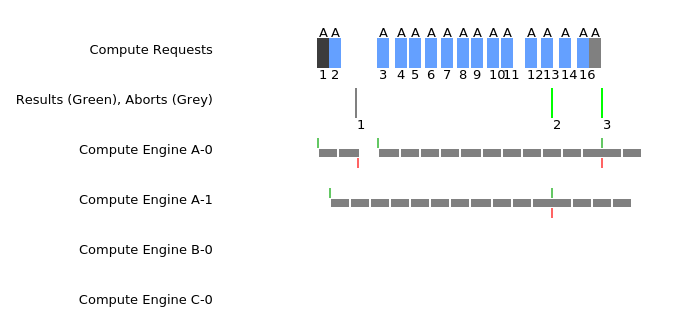 A A A A A A A A A A A A A A A A
Compute Requests
1 2 3 4 5 6 7 8 9 10 11 12 13 14 16
Results (Green), Aborts (Grey)
1 2 3
Compute Engine A-0
Compute Engine A-1
Compute Engine B-0
Compute Engine C-0